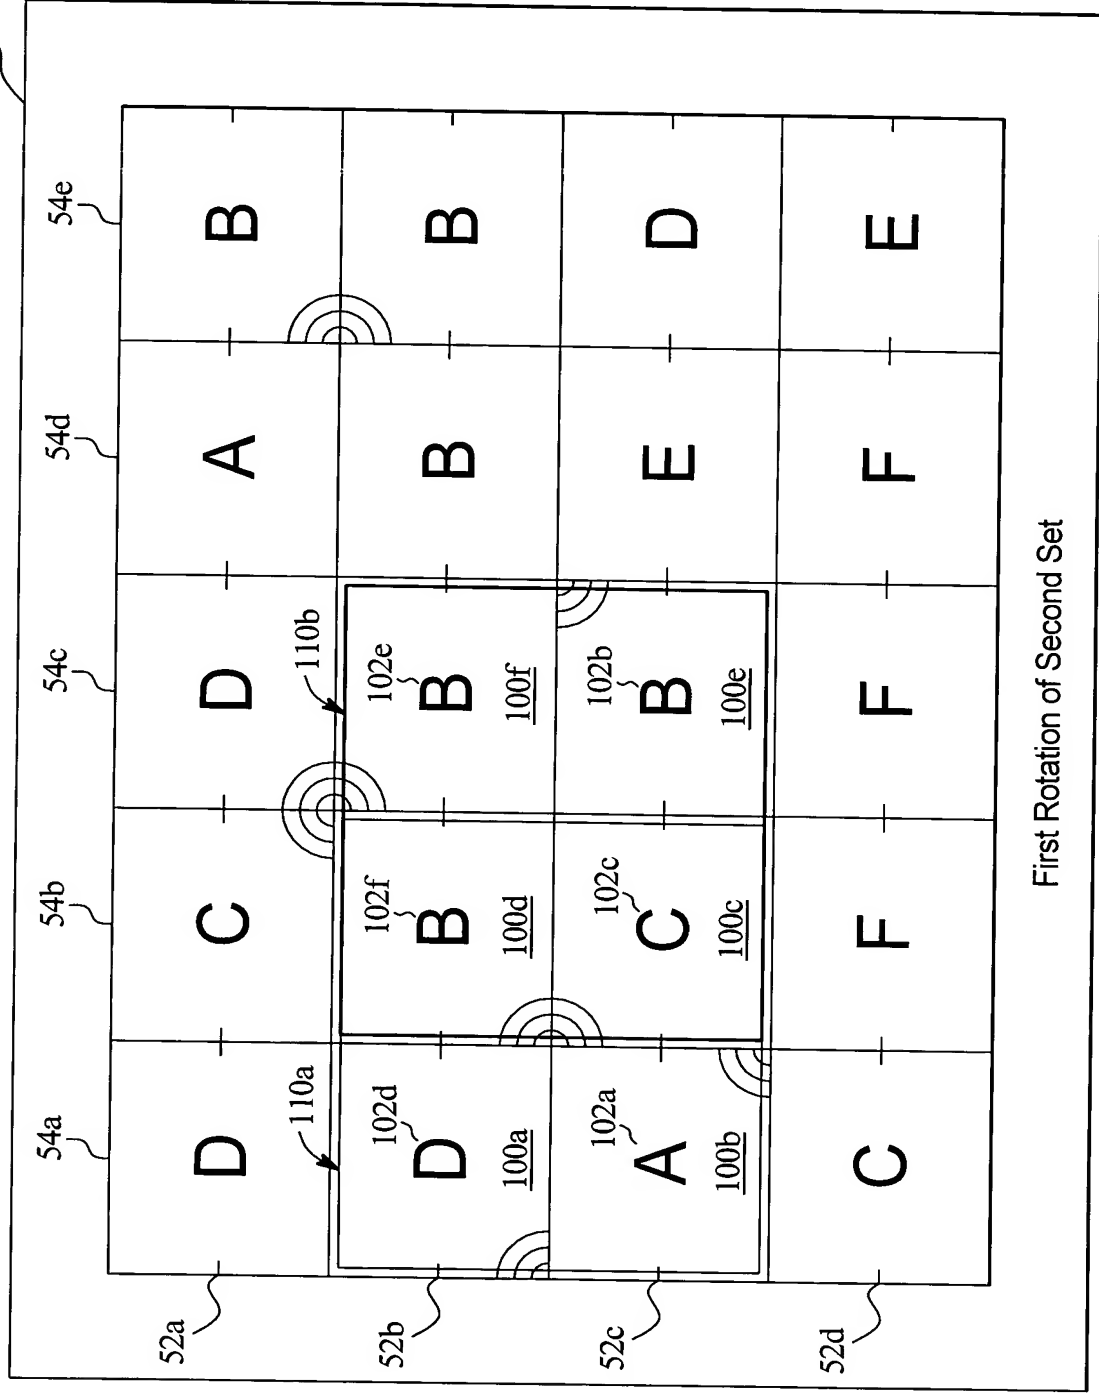 54a 54b 54c 54d 54e
52a D C D A B
110a 110b
102d 102f 102e
52b D B B B B
100a 100d 100f
102a 102c 102b
52c A C B E D
100b 100c 100e
52d C F F F E
First Rotation of Second Set